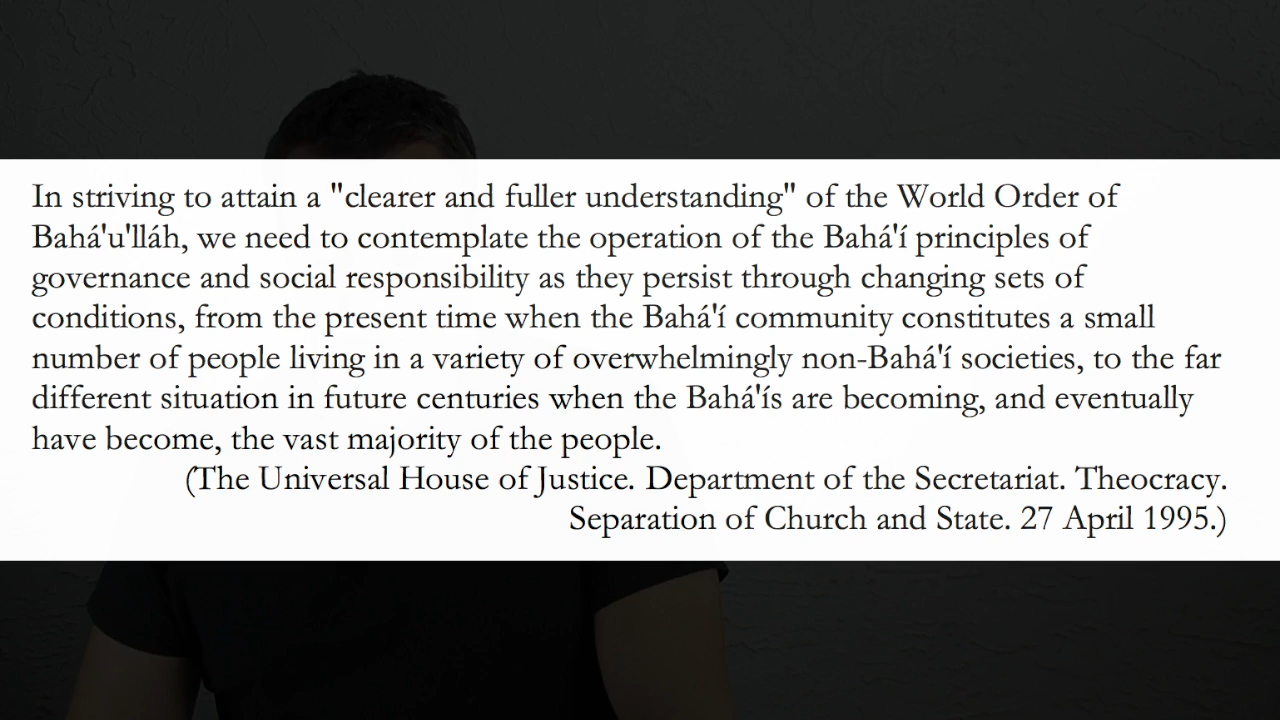 In striving to attain a "clearer and fuller understanding" of the World Order of
Bahá'u'lláh, we need to contemplate the operation of the Bahá'í principles of
governance and social responsibility as they persist through changing sets of
conditions, from the present time when the Bahá'í community constitutes a small
number of people living in a variety of overwhelmingly non-Bahá'í societies, to the far
different situation in future centuries when the Bahá'ís are becoming, and eventually
have become, the vast majority of the people.
(The Universal House of Justice. Department of the Secretariat. Theocracy.
Separation of Church and State. 27 April 1995.)